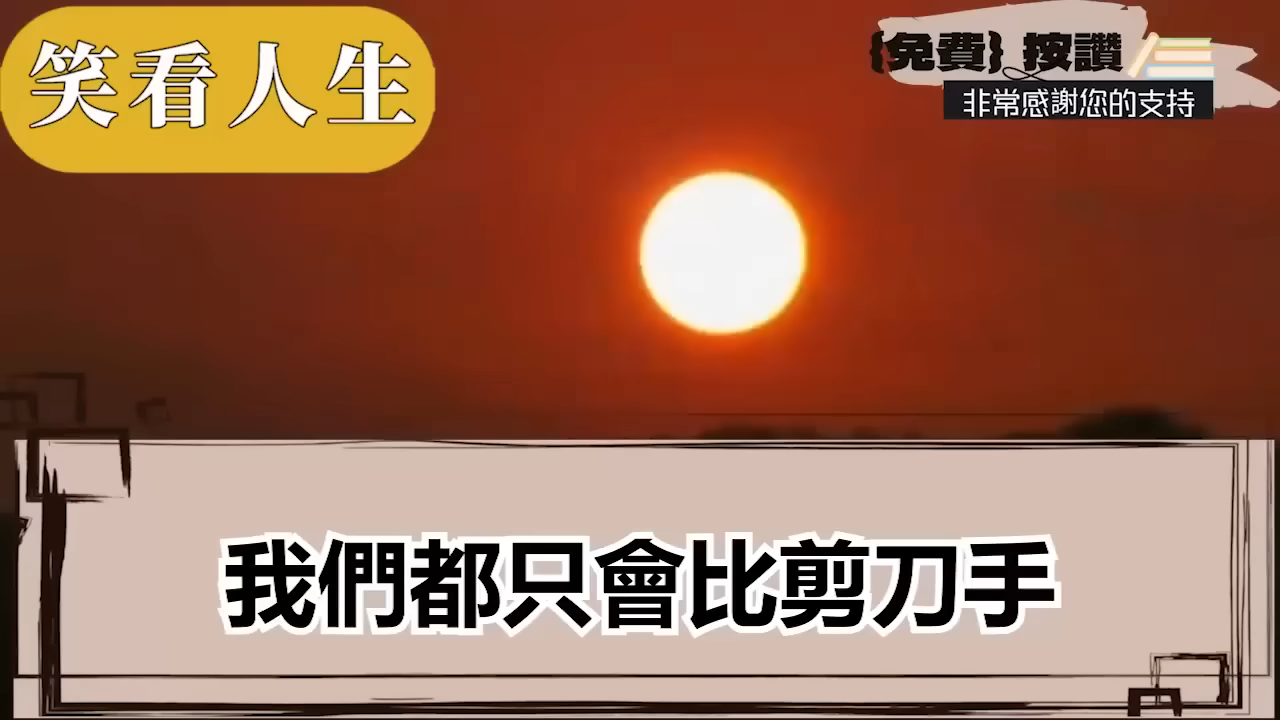 笑看人生
{免費} 按讚
非常感謝您的支持
我們都只會比剪刀手